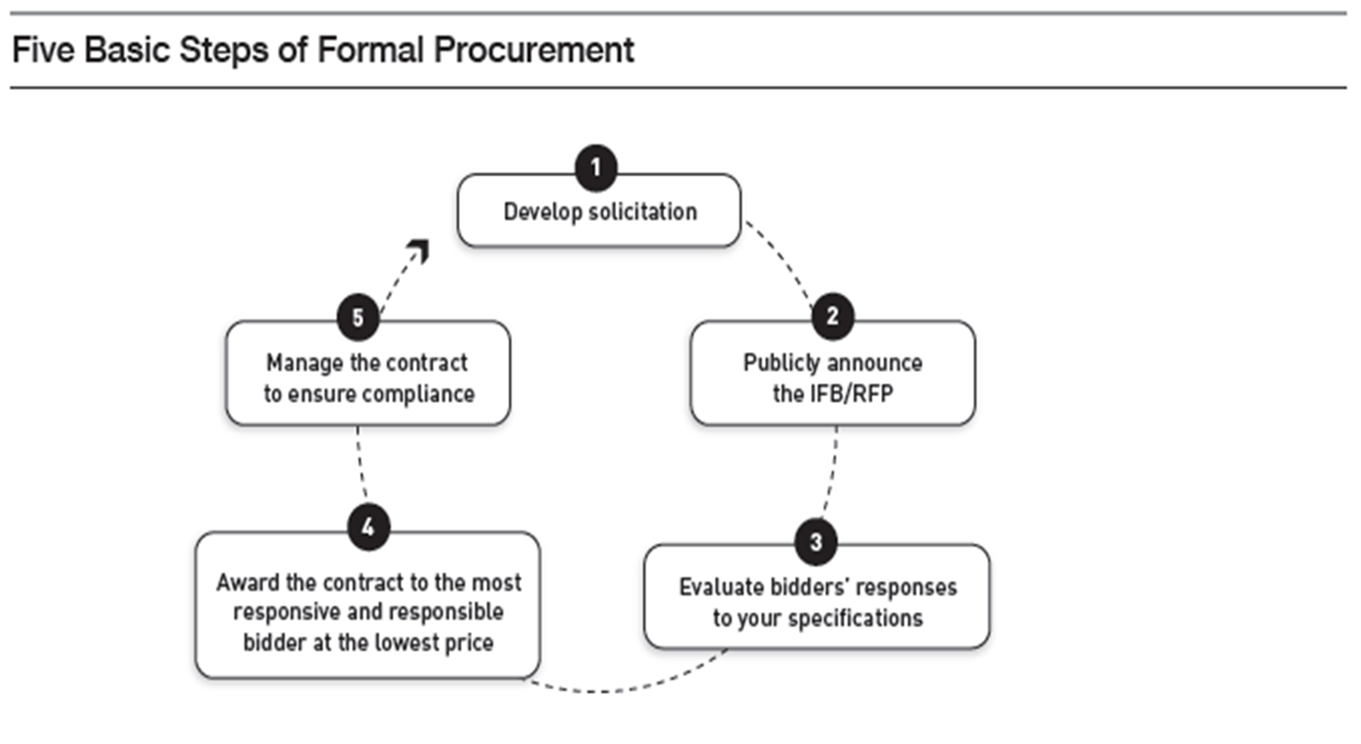 Five Basic Steps of Formal Procurement
1
Develop solicitation
2
Publicly announce
the IFB/RFP
3
Evaluate bidders’ responses
to your specifications
4
Award the contract to the most
responsive and responsible
bidder at the lowest price
5
Manage the contract
to ensure compliance